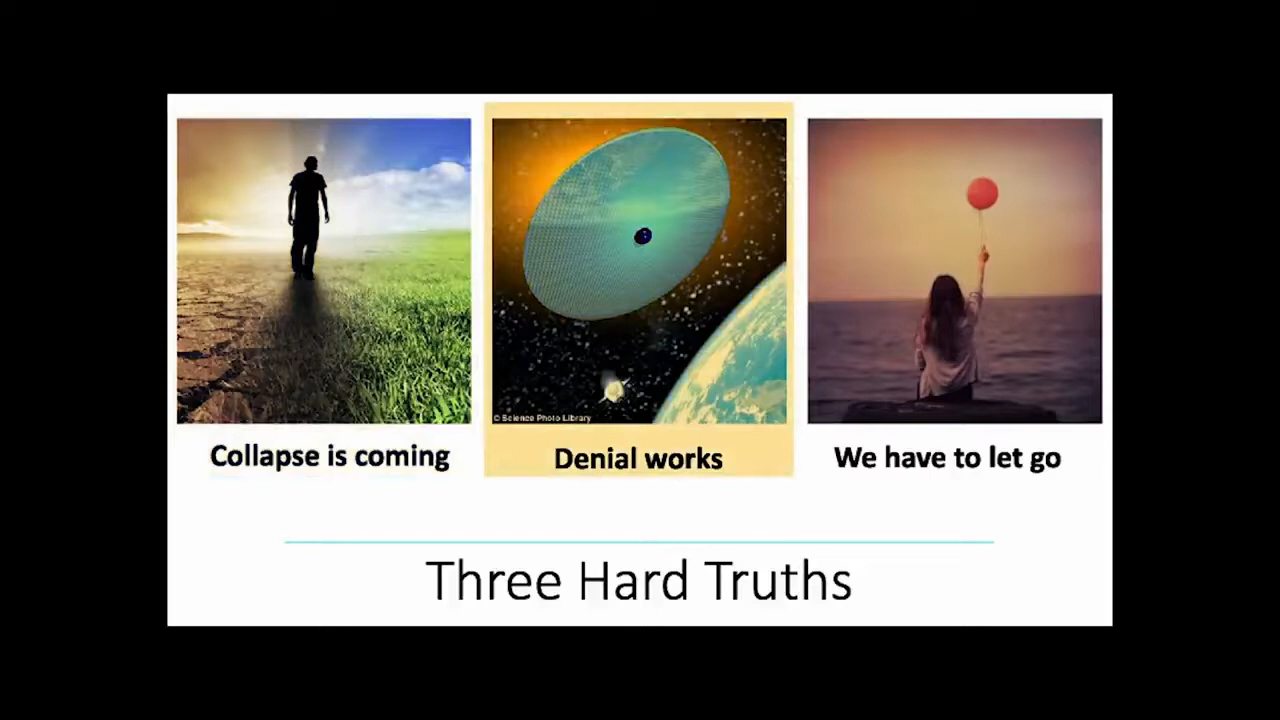 © Science Photo Library
Collapse is coming
Denial works
We have to let go
Three Hard Truths